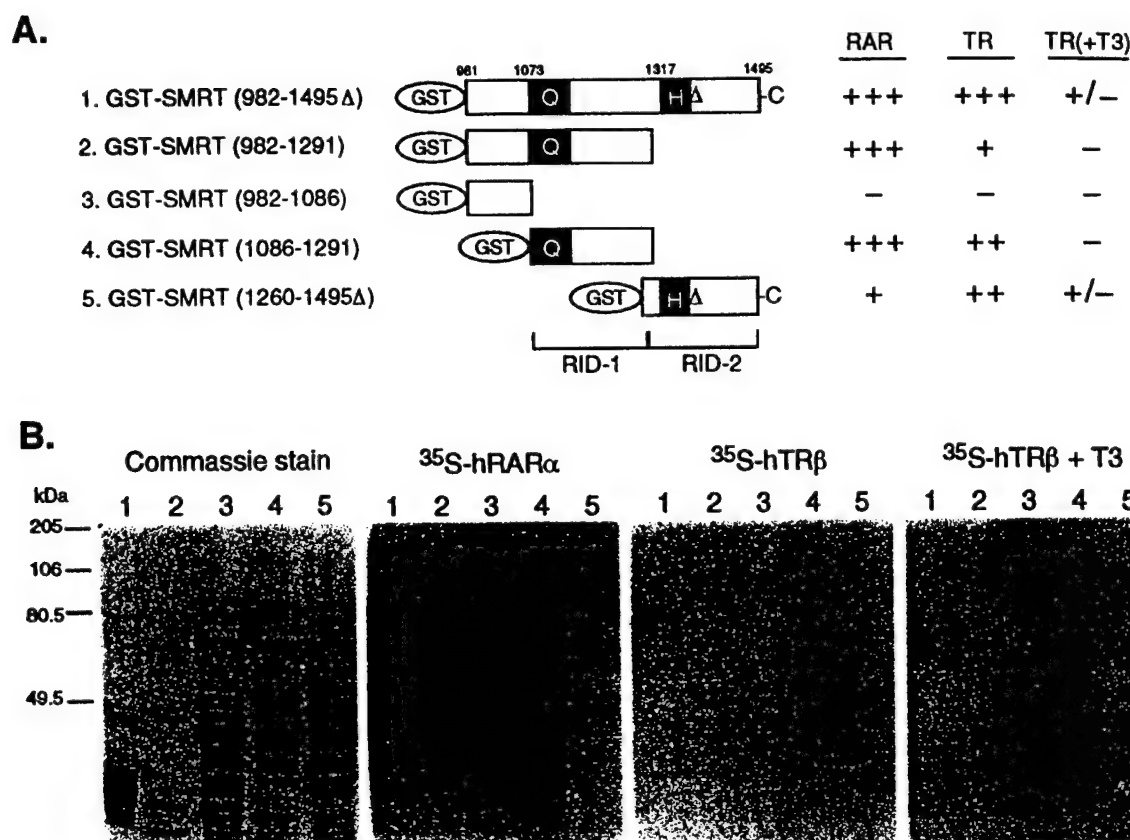 A.
RAR TR TR(+T3)
981 1073 1317 1495
1. GST-SMRT (982-1495Δ) GST Q H Δ -C +++ +++ +/−
2. GST-SMRT (982-1291) GST Q +++ + −
3. GST-SMRT (982-1086) GST − − −
4. GST-SMRT (1086-1291) GST Q +++ ++ −
5. GST-SMRT (1260-1495Δ) GST H Δ -C + ++ +/−
RID-1 RID-2
B.
Commassie stain 35S-hRARα 35S-hTRβ 35S-hTRβ + T3
kDa 1 2 3 4 5 1 2 3 4 5 1 2 3 4 5 1 2 3 4 5
205
106
80.5
49.5